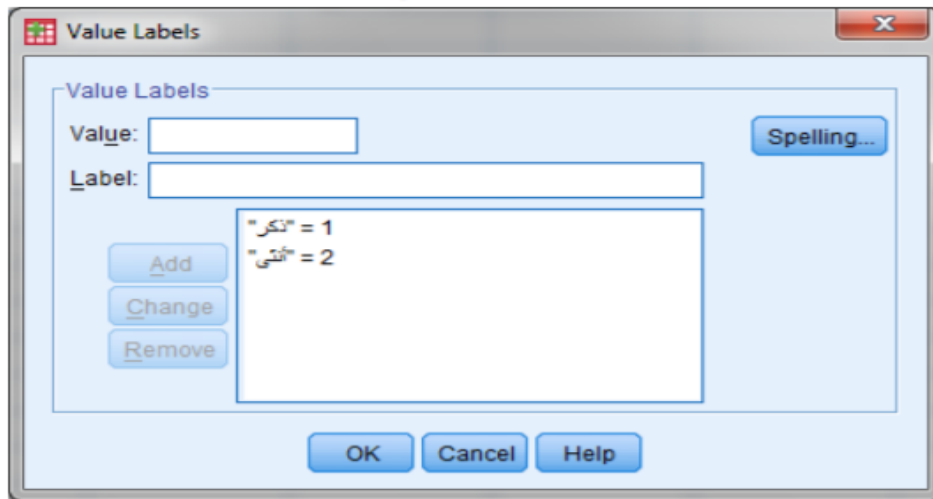 Value Labels
Value Labels
Value:
Spelling...
Label:
"ذكر" = 1
"أنثى" = 2
Add
Change
Remove
OK
Cancel
Help